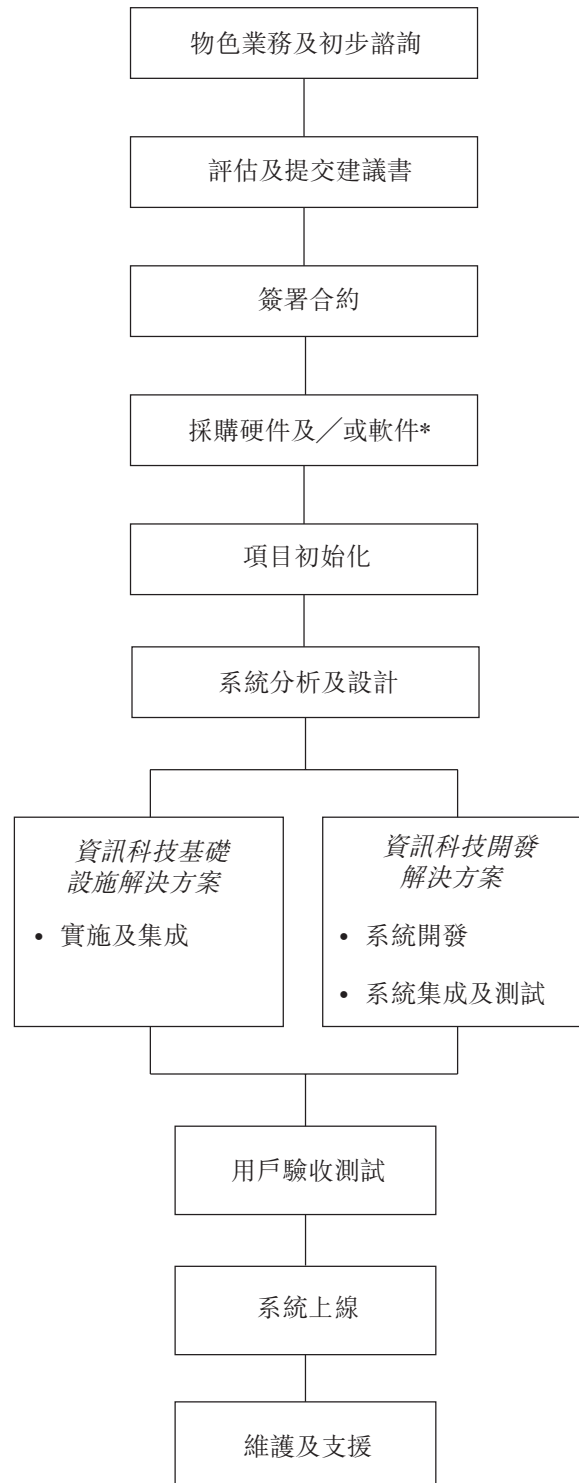 物色業務及初步諮詢
評估及提交建議書
簽署合約
採購硬件及／或軟件*
項目初始化
系統分析及設計
資訊科技基礎
設施解決方案
• 實施及集成
資訊科技開發
解決方案
• 系統開發
• 系統集成及測試
用戶驗收測試
系統上線
維護及支援